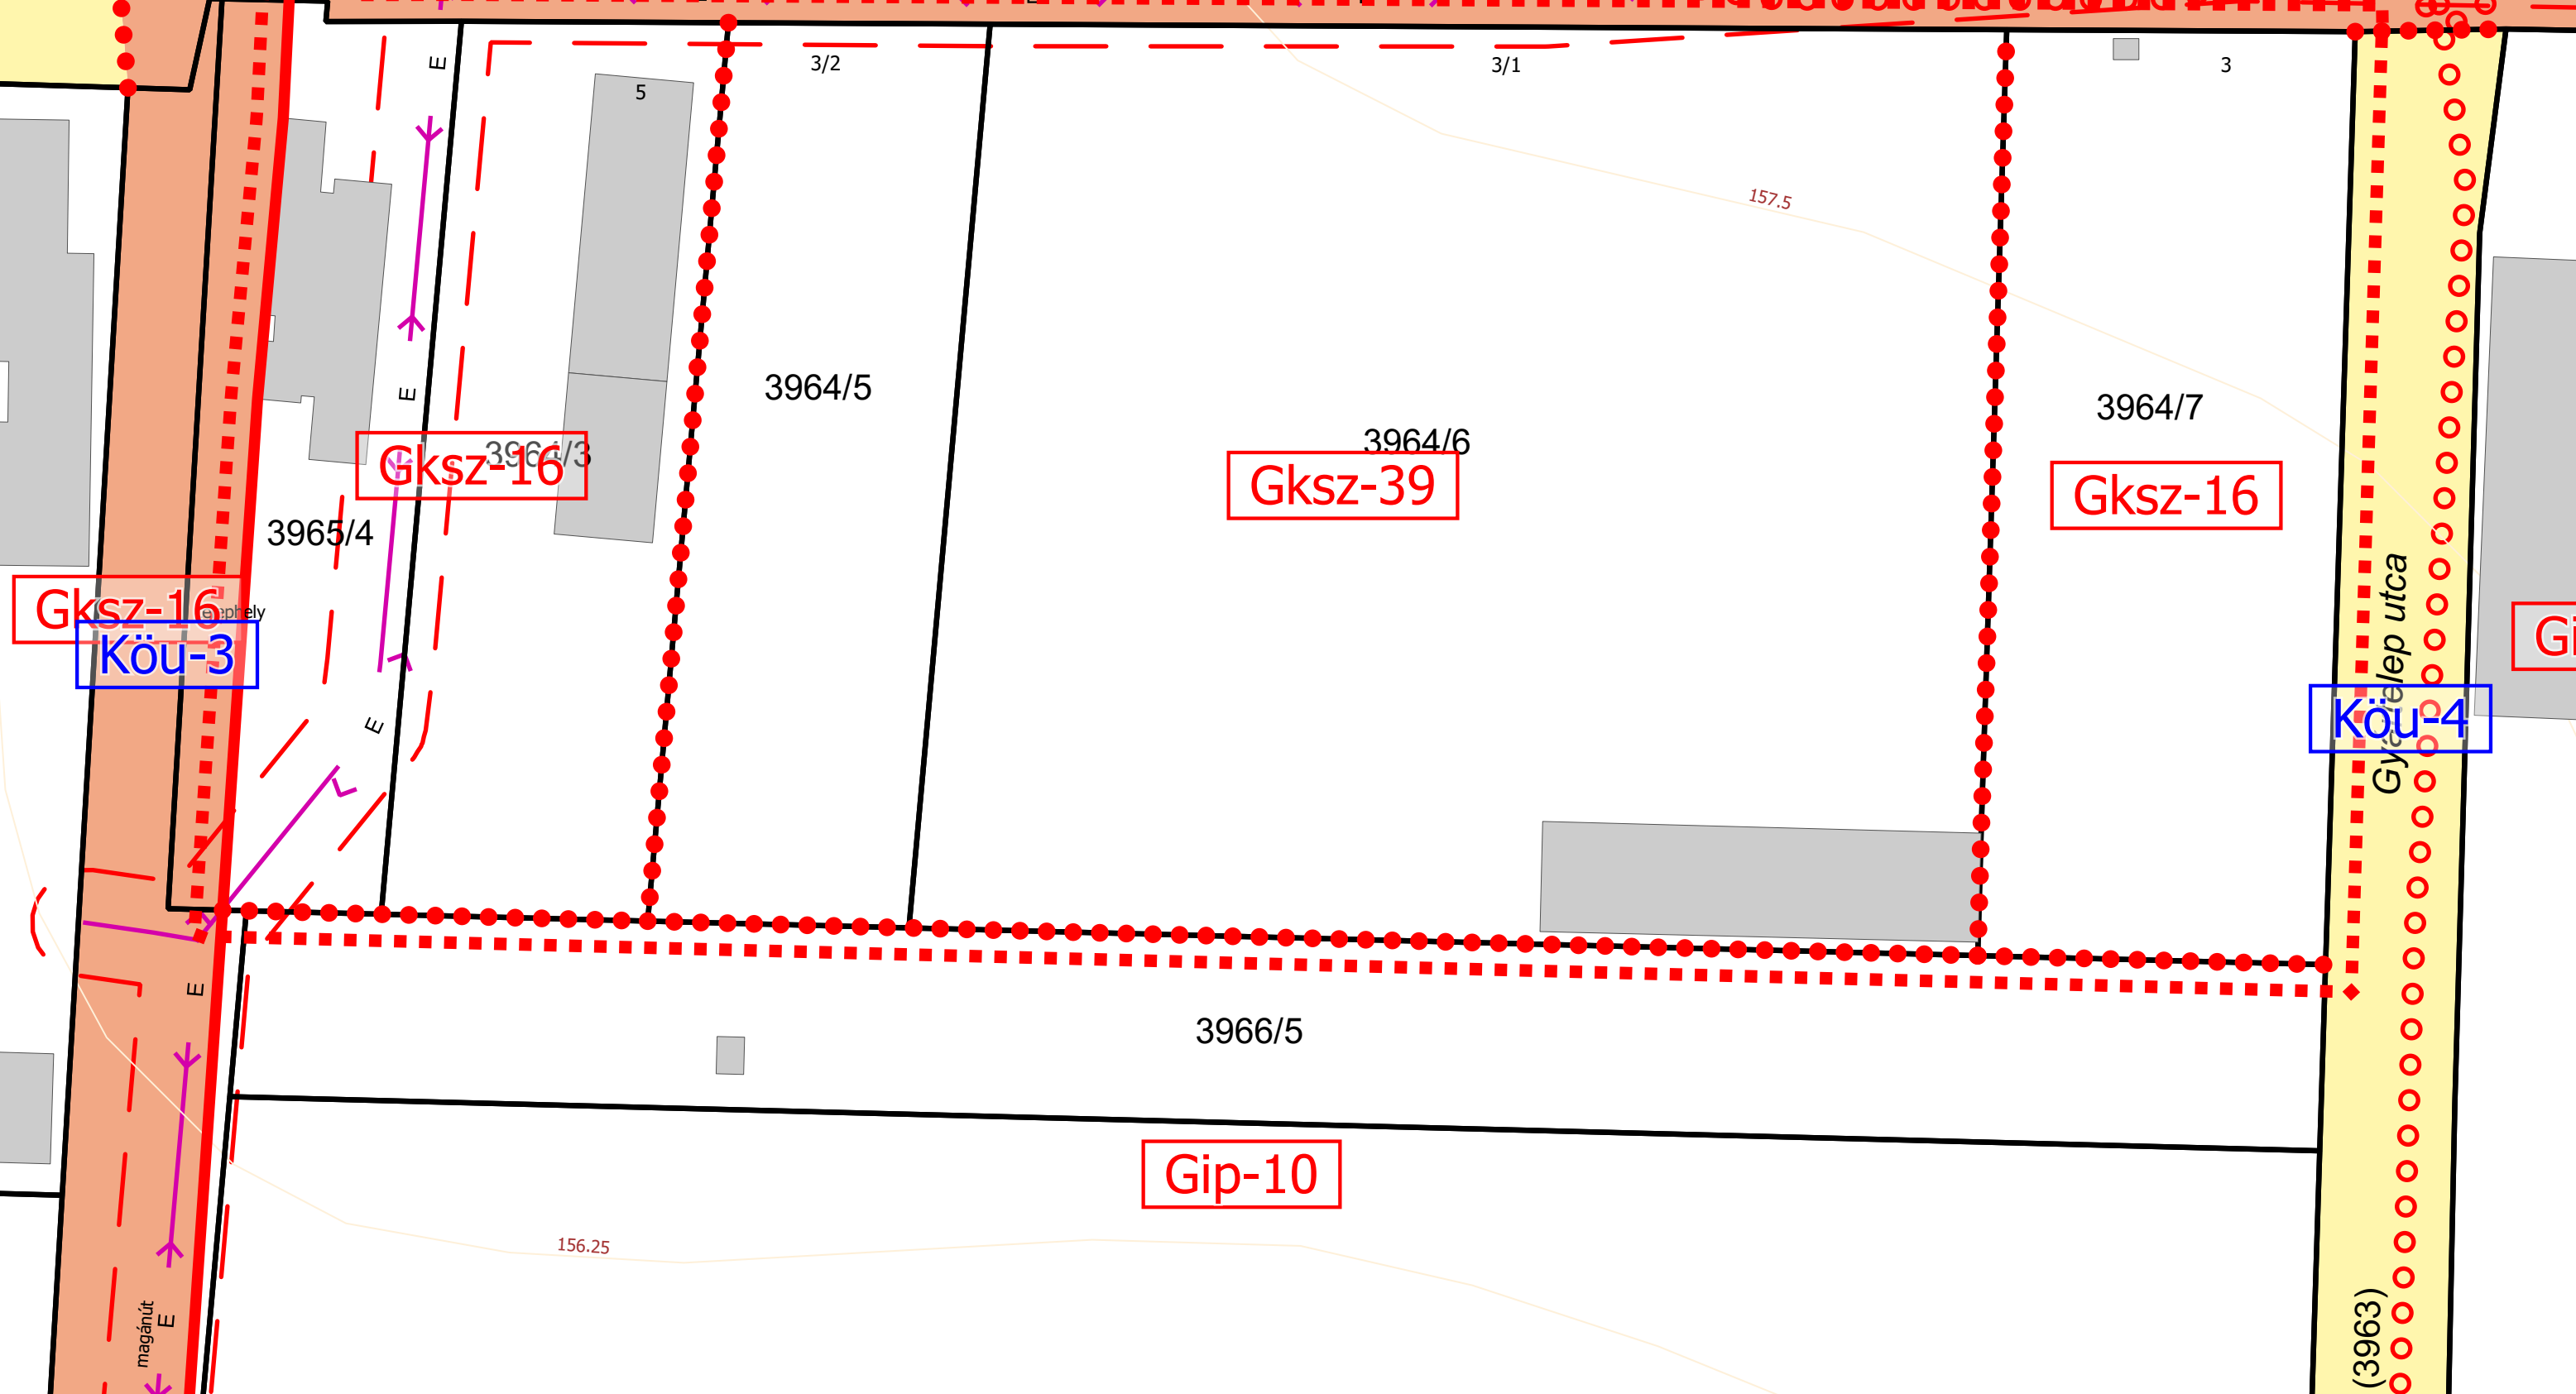 3/2
3/1
3
5
E
157.5
E
3964/5
3964/6
3964/7
3964/3
Gksz-16
Gksz-39
Gksz-16
3965/4
Gksz-16
Köu-3
E
Gyártelep utca
Köu-4
E
3966/5
Gip-10
156.25
magánút
E
(3963)